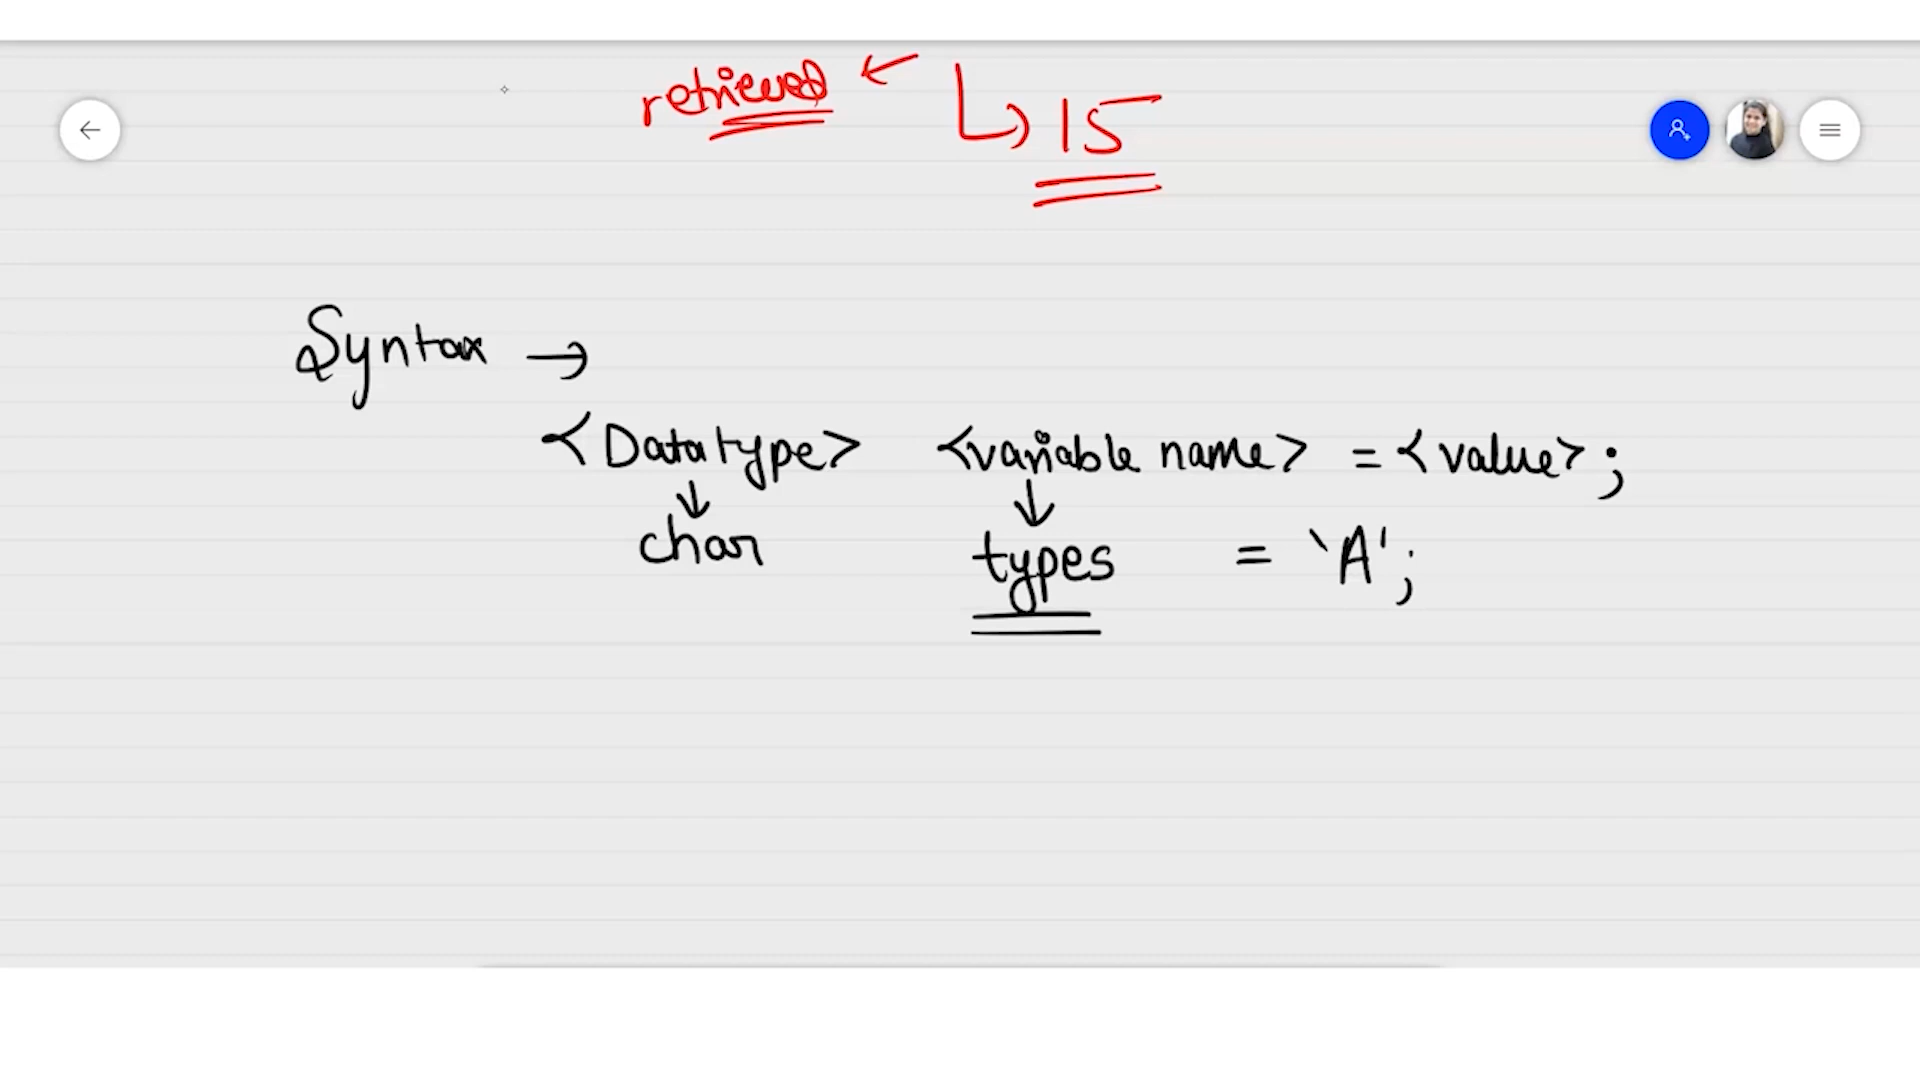 retrieved ← ↳ 15
Syntax →
<Datatype> <variable name> = <value>;
↓ ↓
char types = 'A';